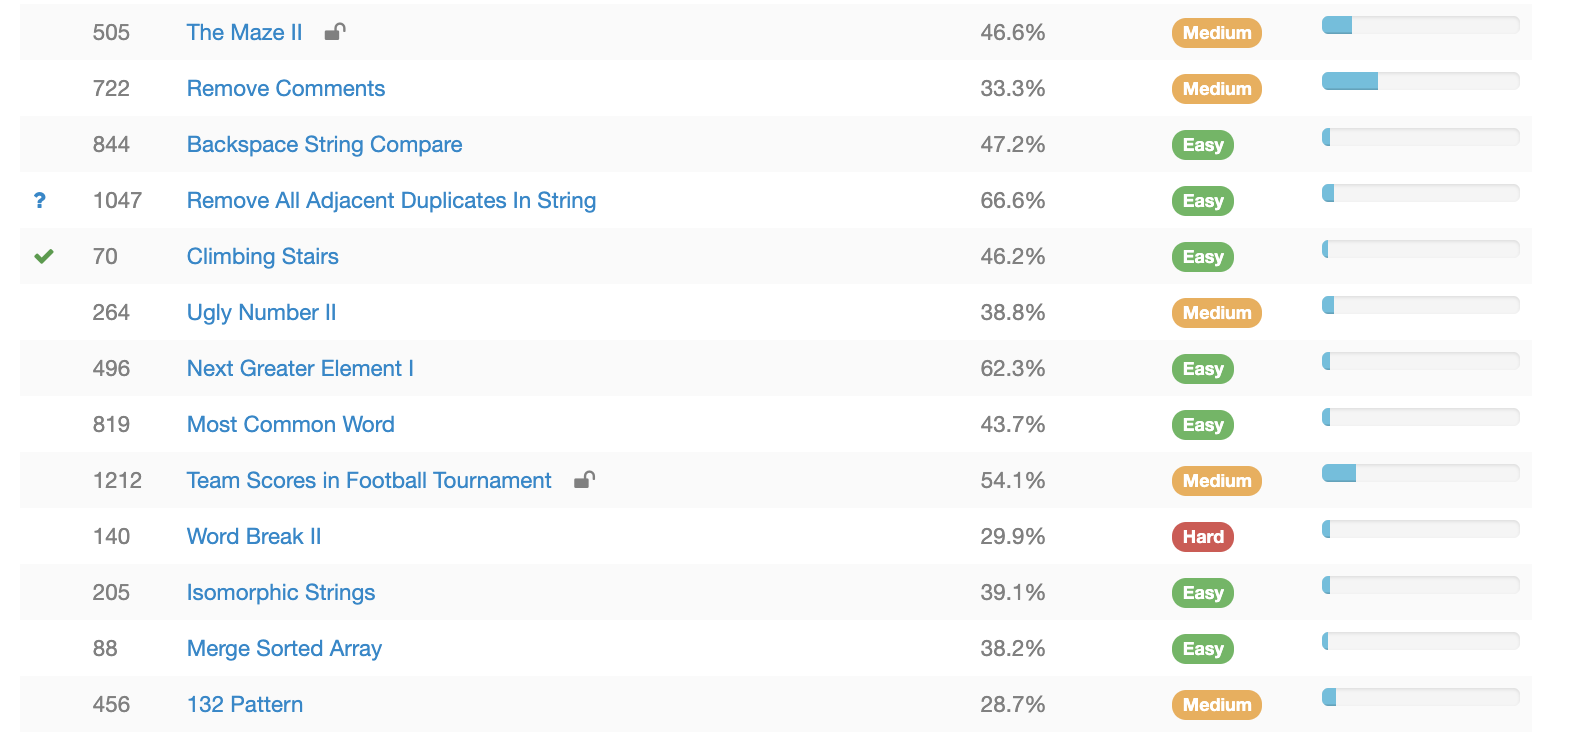 505 The Maze II 46.6% Medium
722 Remove Comments 33.3% Medium
844 Backspace String Compare 47.2% Easy
? 1047 Remove All Adjacent Duplicates In String 66.6% Easy
70 Climbing Stairs 46.2% Easy
264 Ugly Number II 38.8% Medium
496 Next Greater Element I 62.3% Easy
819 Most Common Word 43.7% Easy
1212 Team Scores in Football Tournament 54.1% Medium
140 Word Break II 29.9% Hard
205 Isomorphic Strings 39.1% Easy
88 Merge Sorted Array 38.2% Easy
456 132 Pattern 28.7% Medium